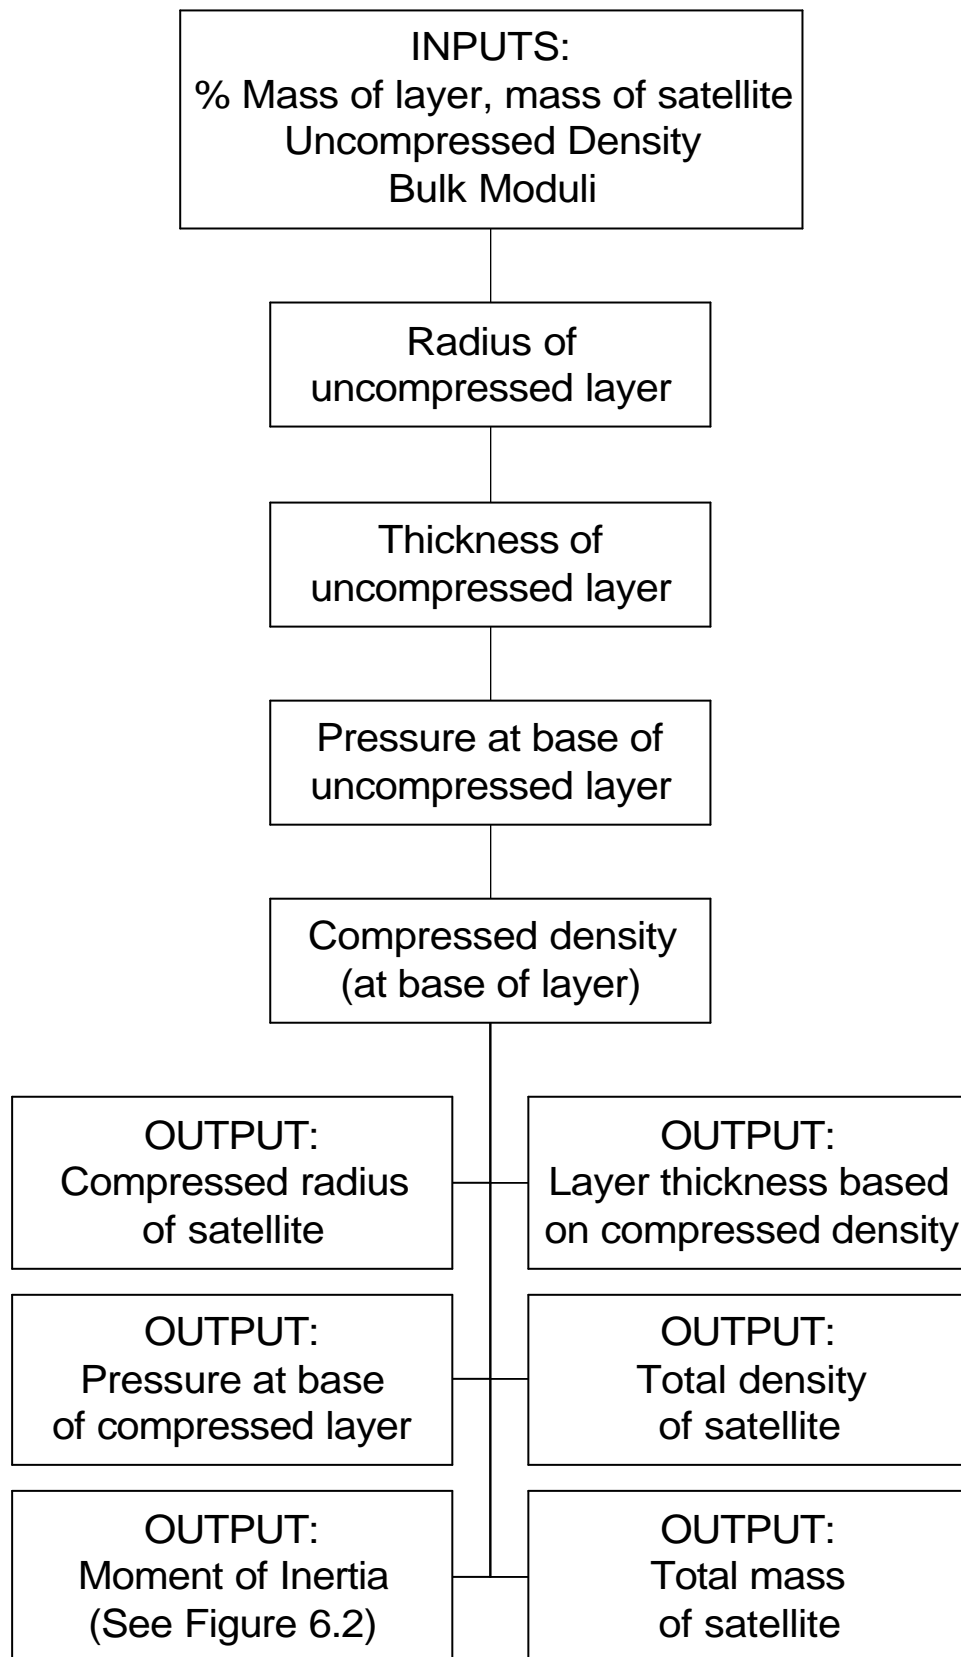 INPUTS:
% Mass of layer, mass of satellite
Uncompressed Density
Bulk Moduli
Radius of
uncompressed layer
Thickness of
uncompressed layer
Pressure at base of
uncompressed layer
Compressed density
(at base of layer)
OUTPUT:
Compressed radius
of satellite
OUTPUT:
Layer thickness based
on compressed density
OUTPUT:
Pressure at base
of compressed layer
OUTPUT:
Total density
of satellite
OUTPUT:
Moment of Inertia
(See Figure 6.2)
OUTPUT:
Total mass
of satellite